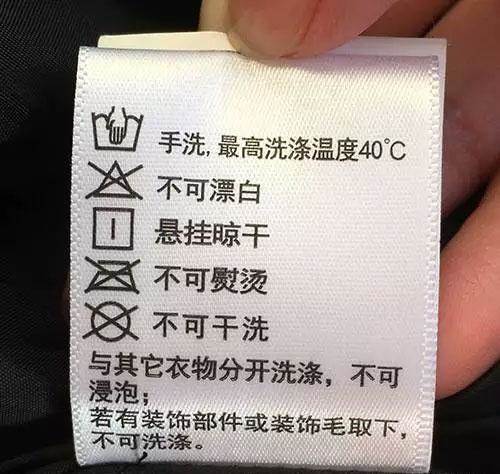 手洗,最高洗涤温度40℃
不可漂白
悬挂晾干
不可熨烫
不可干洗
与其它衣物分开洗涤，不可
浸泡；
若有装饰部件或装饰毛取下，
不可洗涤。